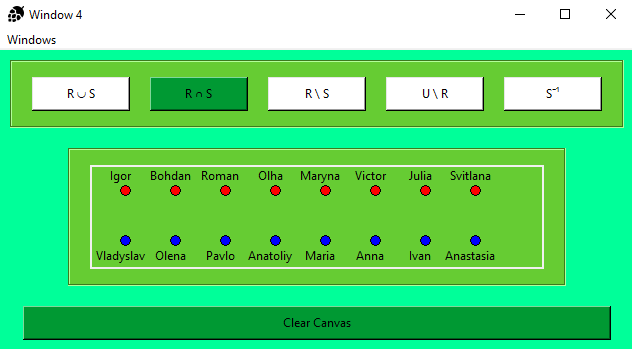 Window 4
Windows
R ∪ S
R ∩ S
R \ S
U \ R
S⁻¹
Igor Bohdan Roman Olha Maryna Victor Julia Svitlana
Vladyslav Olena Pavlo Anatoliy Maria Anna Ivan Anastasia
Clear Canvas